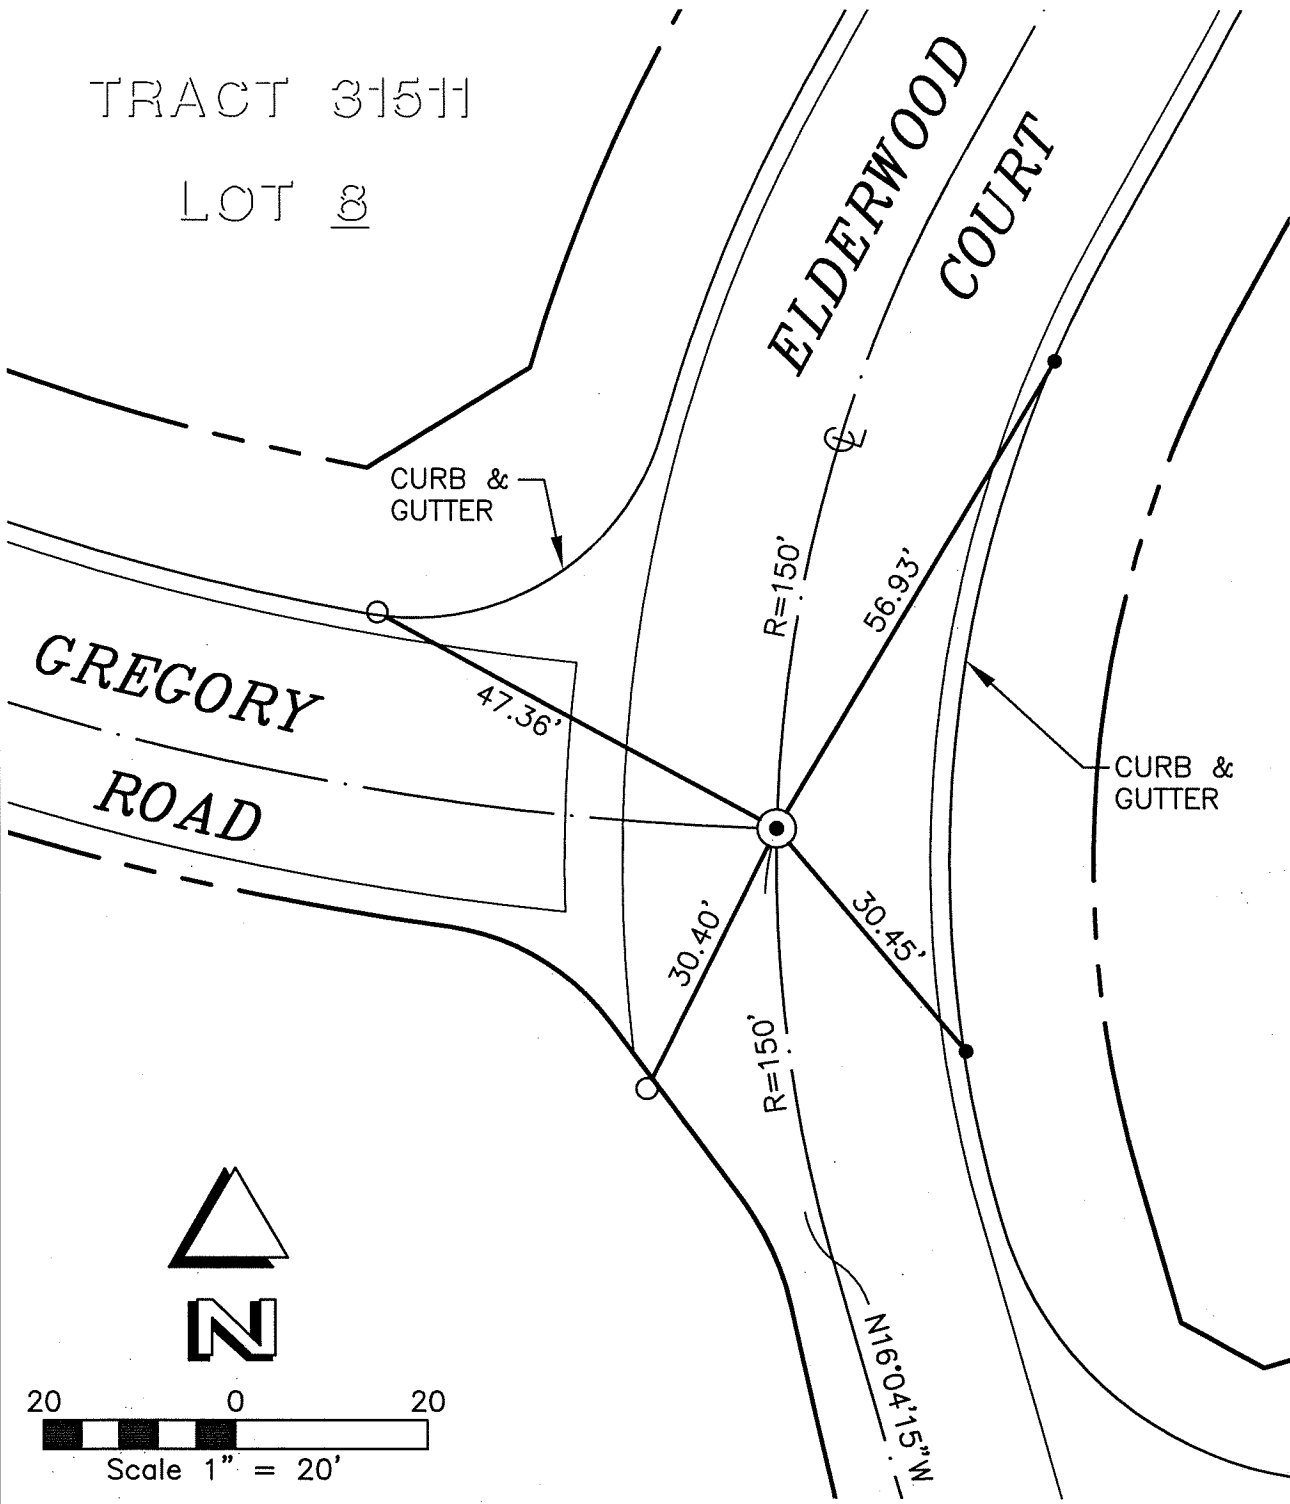 TRACT 31511
LOT 8
ELDERWOOD
COURT
CURB &
GUTTER
℄
R=150'
56.93'
GREGORY
ROAD
47.36'
CURB &
GUTTER
30.40'
30.45'
R=150'
N16°04'15"W
N
20 0 20
Scale 1" = 20'